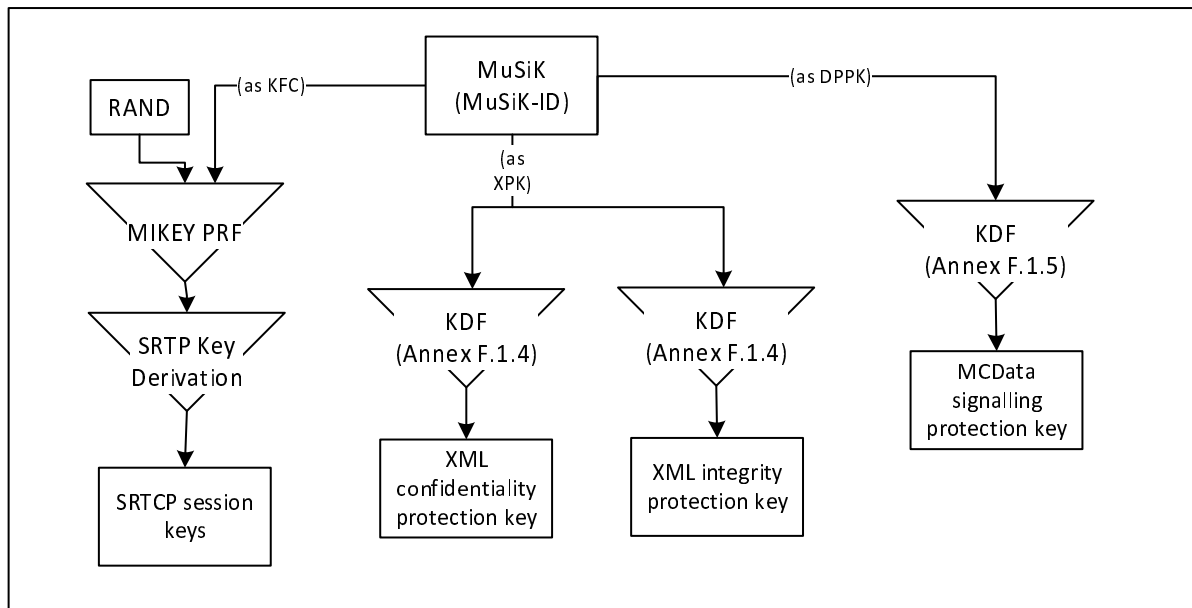 MuSiK
(MuSiK-ID)
(as KFC)
(as DPPK)
RAND
(as
XPK)
MIKEY PRF
KDF
(Annex F.1.5)
SRTP Key
Derivation
KDF
(Annex F.1.4)
KDF
(Annex F.1.4)
MCData
signalling
protection key
SRTCP session
keys
XML
confidentiality
protection key
XML integrity
protection key